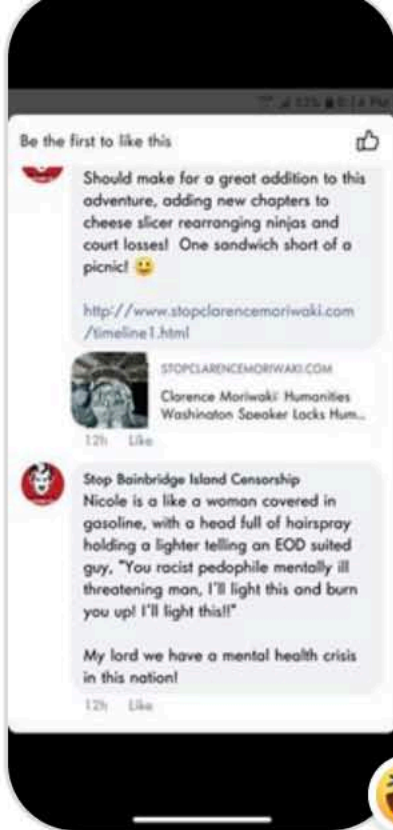 Be the first to like this
Should make for a great addition to this
adventure, adding new chapters to
cheese slicer rearranging ninjas and
court losses! One sandwich short of a
picnic! 😀
http://www.stopclarencemoriwaki.com
/timeline1.html
STOPCLARENCEMORIWAKI.COM
Clarence Moriwaki: Humanities
Washington Speaker Lacks Hum...
12h Like
Stop Bainbridge Island Censorship
Nicole is a like a woman covered in
gasoline, with a head full of hairspray
holding a lighter telling an EOD suited
guy, "You racist pedophile mentally ill
threatening man, I'll light this and burn
you up! I'll light this!!"
My lord we have a mental health crisis
in this nation!
12h Like